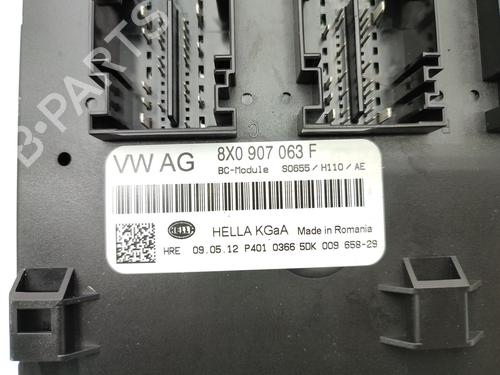 B-PARTS
VW AG 8X0 907 063 F
BC-Module S0655/H110/AE
HELLA
HELLA KGaA Made in Romania
HRE 09.05.12 P401 0366 5DK 009 658-29